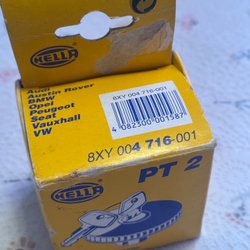 HELLA
Audi
Austin Rover
BMW
Opel
Peugeot
Seat
Vauxhall
VW
8XY 004 716-001
4 082300 001587
8XY 004 716-001
PT 2
HELLA